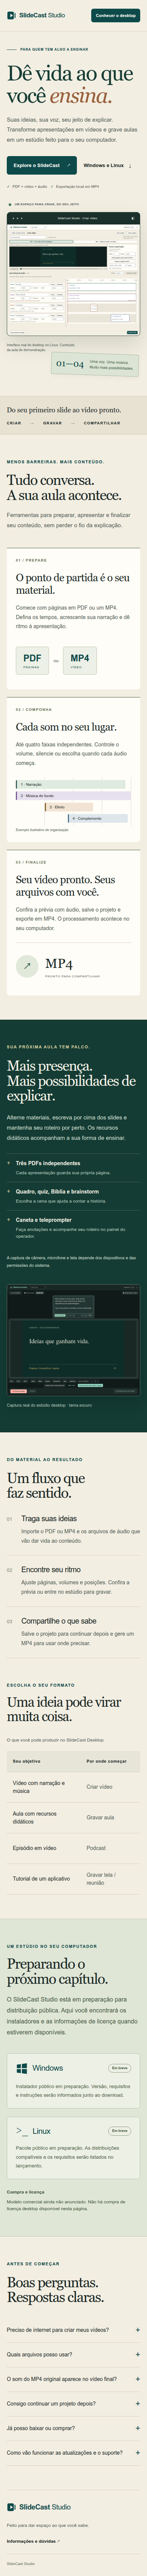 SlideCast Studio
Conhecer o desktop
PARA QUEM TEM ALGO A ENSINAR
Dê vida ao que
você ensina.
Suas ideias, sua voz, seu jeito de explicar.
Transforme apresentações em vídeos e grave aulas
em um estúdio feito para o seu computador.
Explore o SlideCast ↗
Windows e Linux ↓
✓ PDF + vídeo + áudio ✓ Exportação local em MP4
UM ESPAÇO PARA CRIAR, DO SEU JEITO
Interface real do desktop no Linux. Conteúdo
de aula de demonstração.
01—04
Uma voz. Uma música.
Muito mais possibilidades.
Do seu primeiro slide ao vídeo pronto.
CRIAR → GRAVAR → COMPARTILHAR
MENOS BARREIRAS. MAIS CONTEÚDO.
Tudo conversa.
A sua aula acontece.
Ferramentas para preparar, apresentar e finalizar
seu conteúdo, sem perder o fio da explicação.
01 / PREPARE
O ponto de partida é o seu
material.
Comece com páginas em PDF ou um MP4.
Defina os tempos, acrescente sua narração e dê
ritmo à apresentação.
PDF
PÁGINAS
ou
MP4
VÍDEO
02 / COMPONHA
Cada som no seu lugar.
Até quatro faixas independentes. Controle o
volume, silencie ou escolha quando cada áudio
começa.
1 · Narração
2 · Música de fundo
3 · Efeito
4 · Complemento
Exemplo ilustrativo de organização
03 / FINALIZE
Seu vídeo pronto. Seus
arquivos com você.
Confira a prévia com áudio, salve o projeto e
exporte em MP4. O processamento acontece no
seu computador.
↗
MP4
PRONTO PARA COMPARTILHAR
SUA PRÓXIMA AULA TEM PALCO.
Mais presença.
Mais possibilidades de
explicar.
Alterne materiais, escreva por cima dos slides e
mantenha seu roteiro por perto. Os recursos
didáticos acompanham a sua forma de ensinar.
+ Três PDFs independentes
Cada apresentação guarda sua própria página.
+ Quadro, quiz, Bíblia e brainstorm
Escolha a cena que ajuda a contar a história.
+ Caneta e teleprompter
Faça anotações e acompanhe seu roteiro no painel do
operador.
A captura de câmera, microfone e tela depende dos dispositivos e das
permissões do sistema.
Ideias que ganham vida.
Captura real do estúdio desktop · tema escuro
DO MATERIAL AO RESULTADO
Um fluxo que
faz sentido.
01 Traga suas ideias
Importe o PDF ou MP4 e os arquivos de áudio que
vão dar vida ao conteúdo.
02 Encontre seu ritmo
Ajuste páginas, volumes e posições. Confira a
prévia ou entre no estúdio para gravar.
03 Compartilhe o que sabe
Salve o projeto para continuar depois e gere um
MP4 para usar onde precisar.
ESCOLHA O SEU FORMATO
Uma ideia pode virar
muita coisa.
O que você pode produzir no SlideCast Desktop
Seu objetivo
Por onde começar
Vídeo com narração e
música
Criar vídeo
Aula com recursos
didáticos
Gravar aula
Episódio em vídeo
Podcast
Tutorial de um aplicativo
Gravar tela /
reunião
UM ESTÚDIO NO SEU COMPUTADOR
Preparando o
próximo capítulo.
O SlideCast Studio está em preparação para
distribuição pública. Aqui você encontrará os
instaladores e as informações de licença quando
estiverem disponíveis.
Windows
Em breve
Instalador público em preparação. Versão, requisitos
e instruções serão informados junto ao download.
Linux
Em breve
Pacote público em preparação. As distribuições
compatíveis e os requisitos serão listados no
lançamento.
Compra e licença
Modelo comercial ainda não anunciado. Não há compra de
licença desktop disponível nesta página.
ANTES DE COMEÇAR
Boas perguntas.
Respostas claras.
Preciso de internet para criar meus vídeos? +
Quais arquivos posso usar? +
O som do MP4 original aparece no vídeo final? +
Consigo continuar um projeto depois? +
Já posso baixar ou comprar? +
Como vão funcionar as atualizações e o suporte? +
SlideCast Studio
Feito para dar espaço ao que você sabe.
Informações e dúvidas ↗
SlideCast Studio